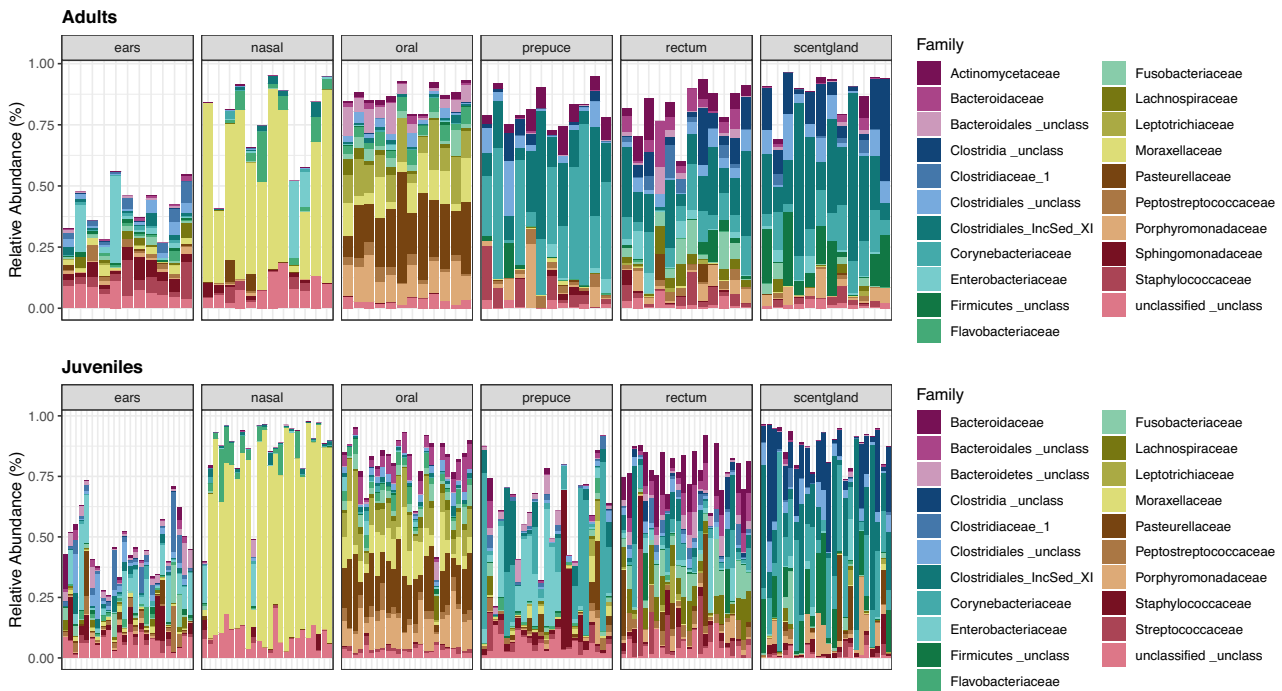 Adults
ears nasal oral prepuce rectum scentgland
Relative Abundance (%)
1.00
0.75
0.50
0.25
0.00
Family
Actinomycetaceae
Bacteroidaceae
Bacteroidales _unclass
Clostridia _unclass
Clostridiaceae_1
Clostridiales _unclass
Clostridiales_IncSed_XI
Corynebacteriaceae
Enterobacteriaceae
Firmicutes _unclass
Flavobacteriaceae
Fusobacteriaceae
Lachnospiraceae
Leptotrichiaceae
Moraxellaceae
Pasteurellaceae
Peptostreptococcaceae
Porphyromonadaceae
Sphingomonadaceae
Staphylococcaceae
unclassified _unclass
Juveniles
ears nasal oral prepuce rectum scentgland
Relative Abundance (%)
1.00
0.75
0.50
0.25
0.00
Family
Bacteroidaceae
Bacteroidales _unclass
Bacteroidetes _unclass
Clostridia _unclass
Clostridiaceae_1
Clostridiales _unclass
Clostridiales_IncSed_XI
Corynebacteriaceae
Enterobacteriaceae
Firmicutes _unclass
Flavobacteriaceae
Fusobacteriaceae
Lachnospiraceae
Leptotrichiaceae
Moraxellaceae
Pasteurellaceae
Peptostreptococcaceae
Porphyromonadaceae
Staphylococcaceae
Streptococcaceae
unclassified _unclass